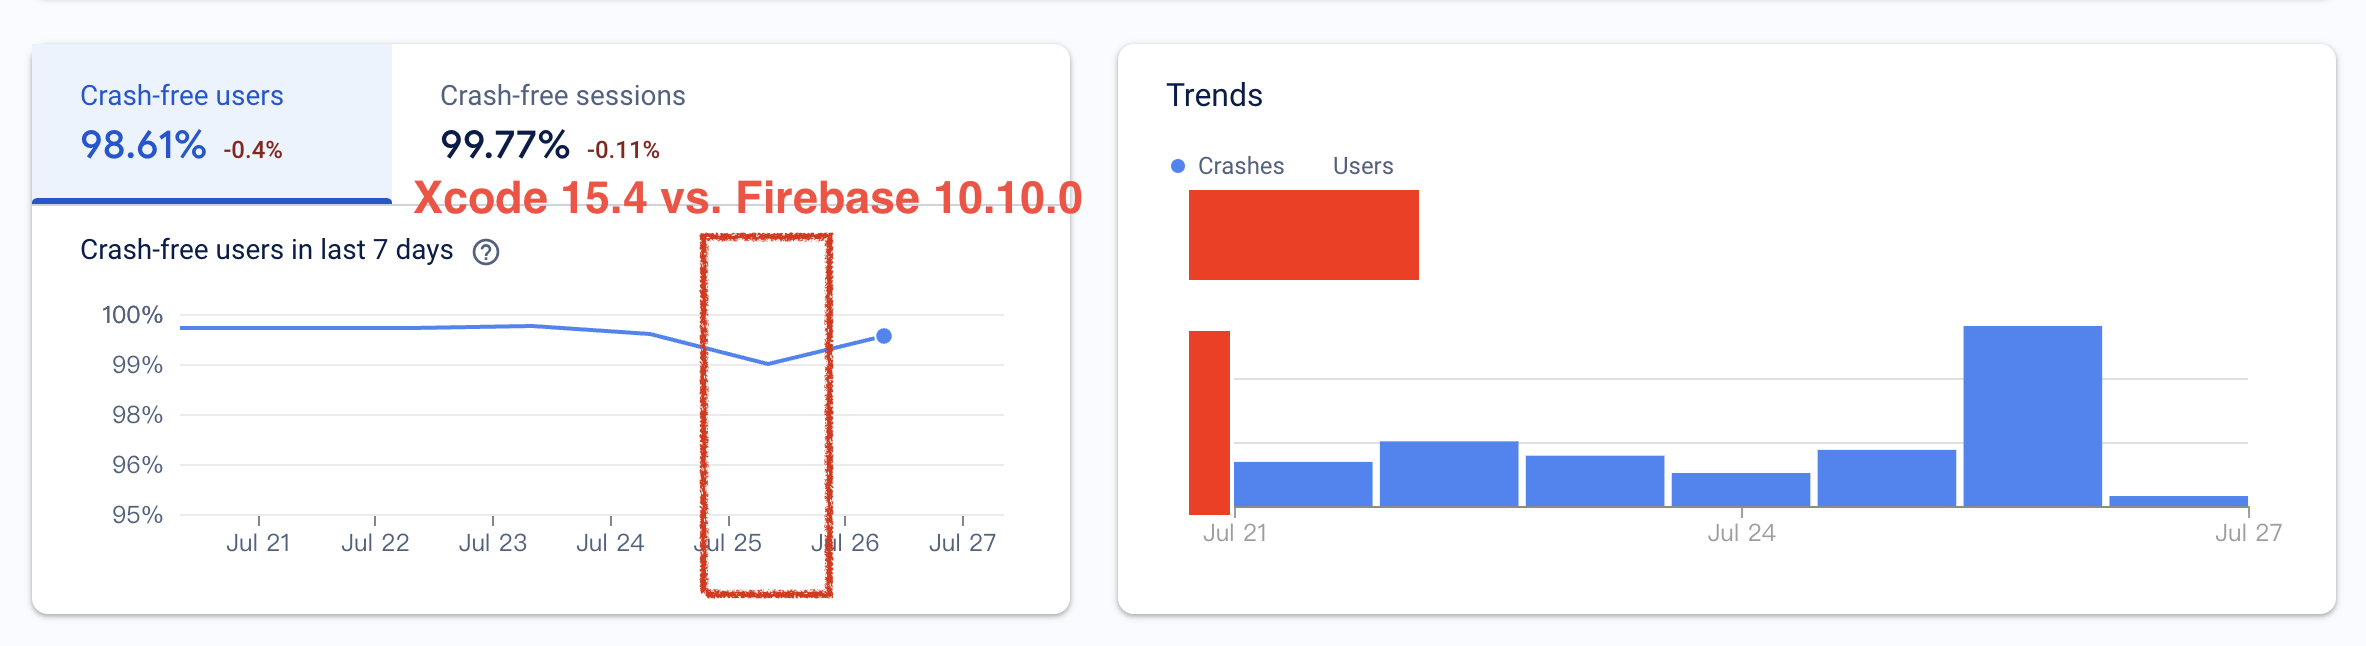 Crash-free users
98.61% -0.4%
Crash-free sessions
99.77% -0.11%
Xcode 15.4 vs. Firebase 10.10.0
Crash-free users in last 7 days ?
100%
99%
98%
96%
95%
Jul 21 Jul 22 Jul 23 Jul 24 Jul 25 Jul 26 Jul 27
Trends
Crashes Users
Jul 21 Jul 24 Jul 27